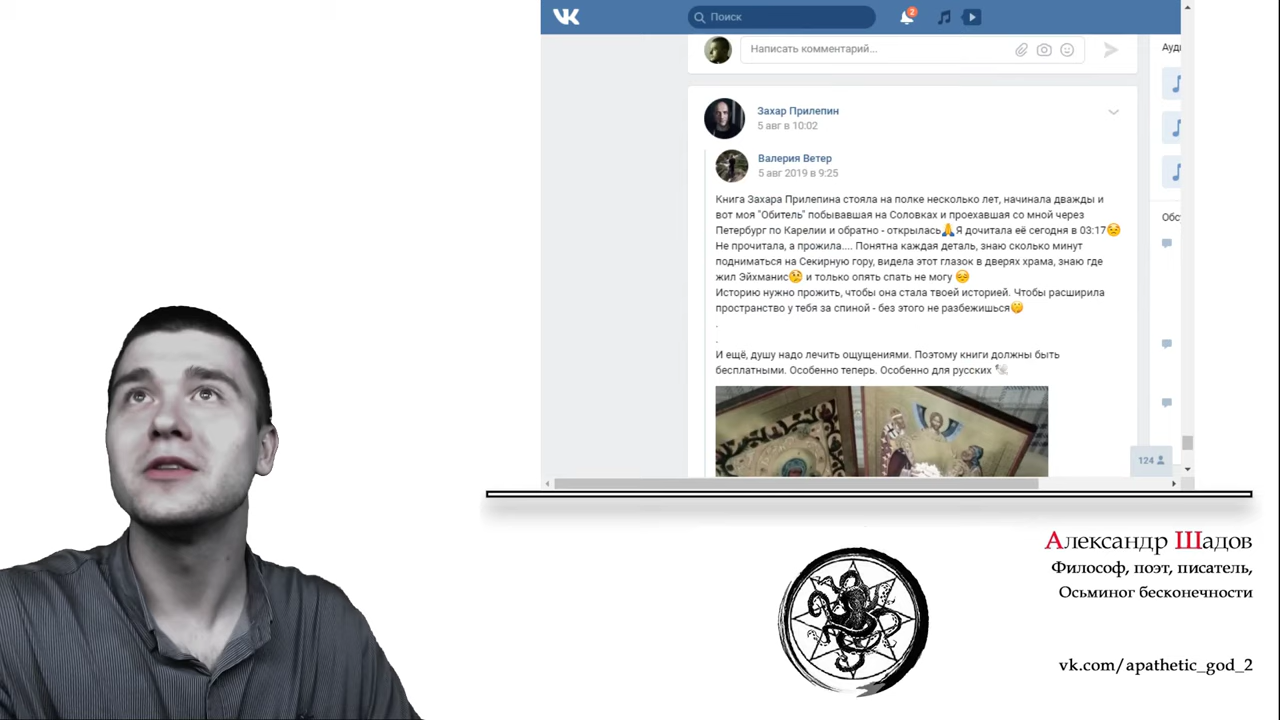 Поиск
2
Написать комментарий...
Ауди
Захар Прилепин
5 авг в 10:02
Валерия Ветер
5 авг 2019 в 9:25
Книга Захара Прилепина стояла на полке несколько лет, начинала дважды и
вот моя "Обитель" побывавшая на Соловках и проехавшая со мной через
Петербург по Карелии и обратно - открылась🙏Я дочитала её сегодня в 03:17😣
Не прочитала, а прожила.... Понятна каждая деталь, знаю сколько минут
подниматься на Секирную гору, видела этот глазок в дверях храма, знаю где
жил Эйхманис🤨 и только опять спать не могу 😑
Историю нужно прожить, чтобы она стала твоей историей. Чтобы расширила
пространство у тебя за спиной - без этого не разбежишься🤭
.
.
И ещё, душу надо лечить ощущениями. Поэтому книги должны быть
бесплатными. Особенно теперь. Особенно для русских 🕊
Обс
124
Александр Шадов
Философ, поэт, писатель,
Осьминог бесконечности
vk.com/apathetic_god_2